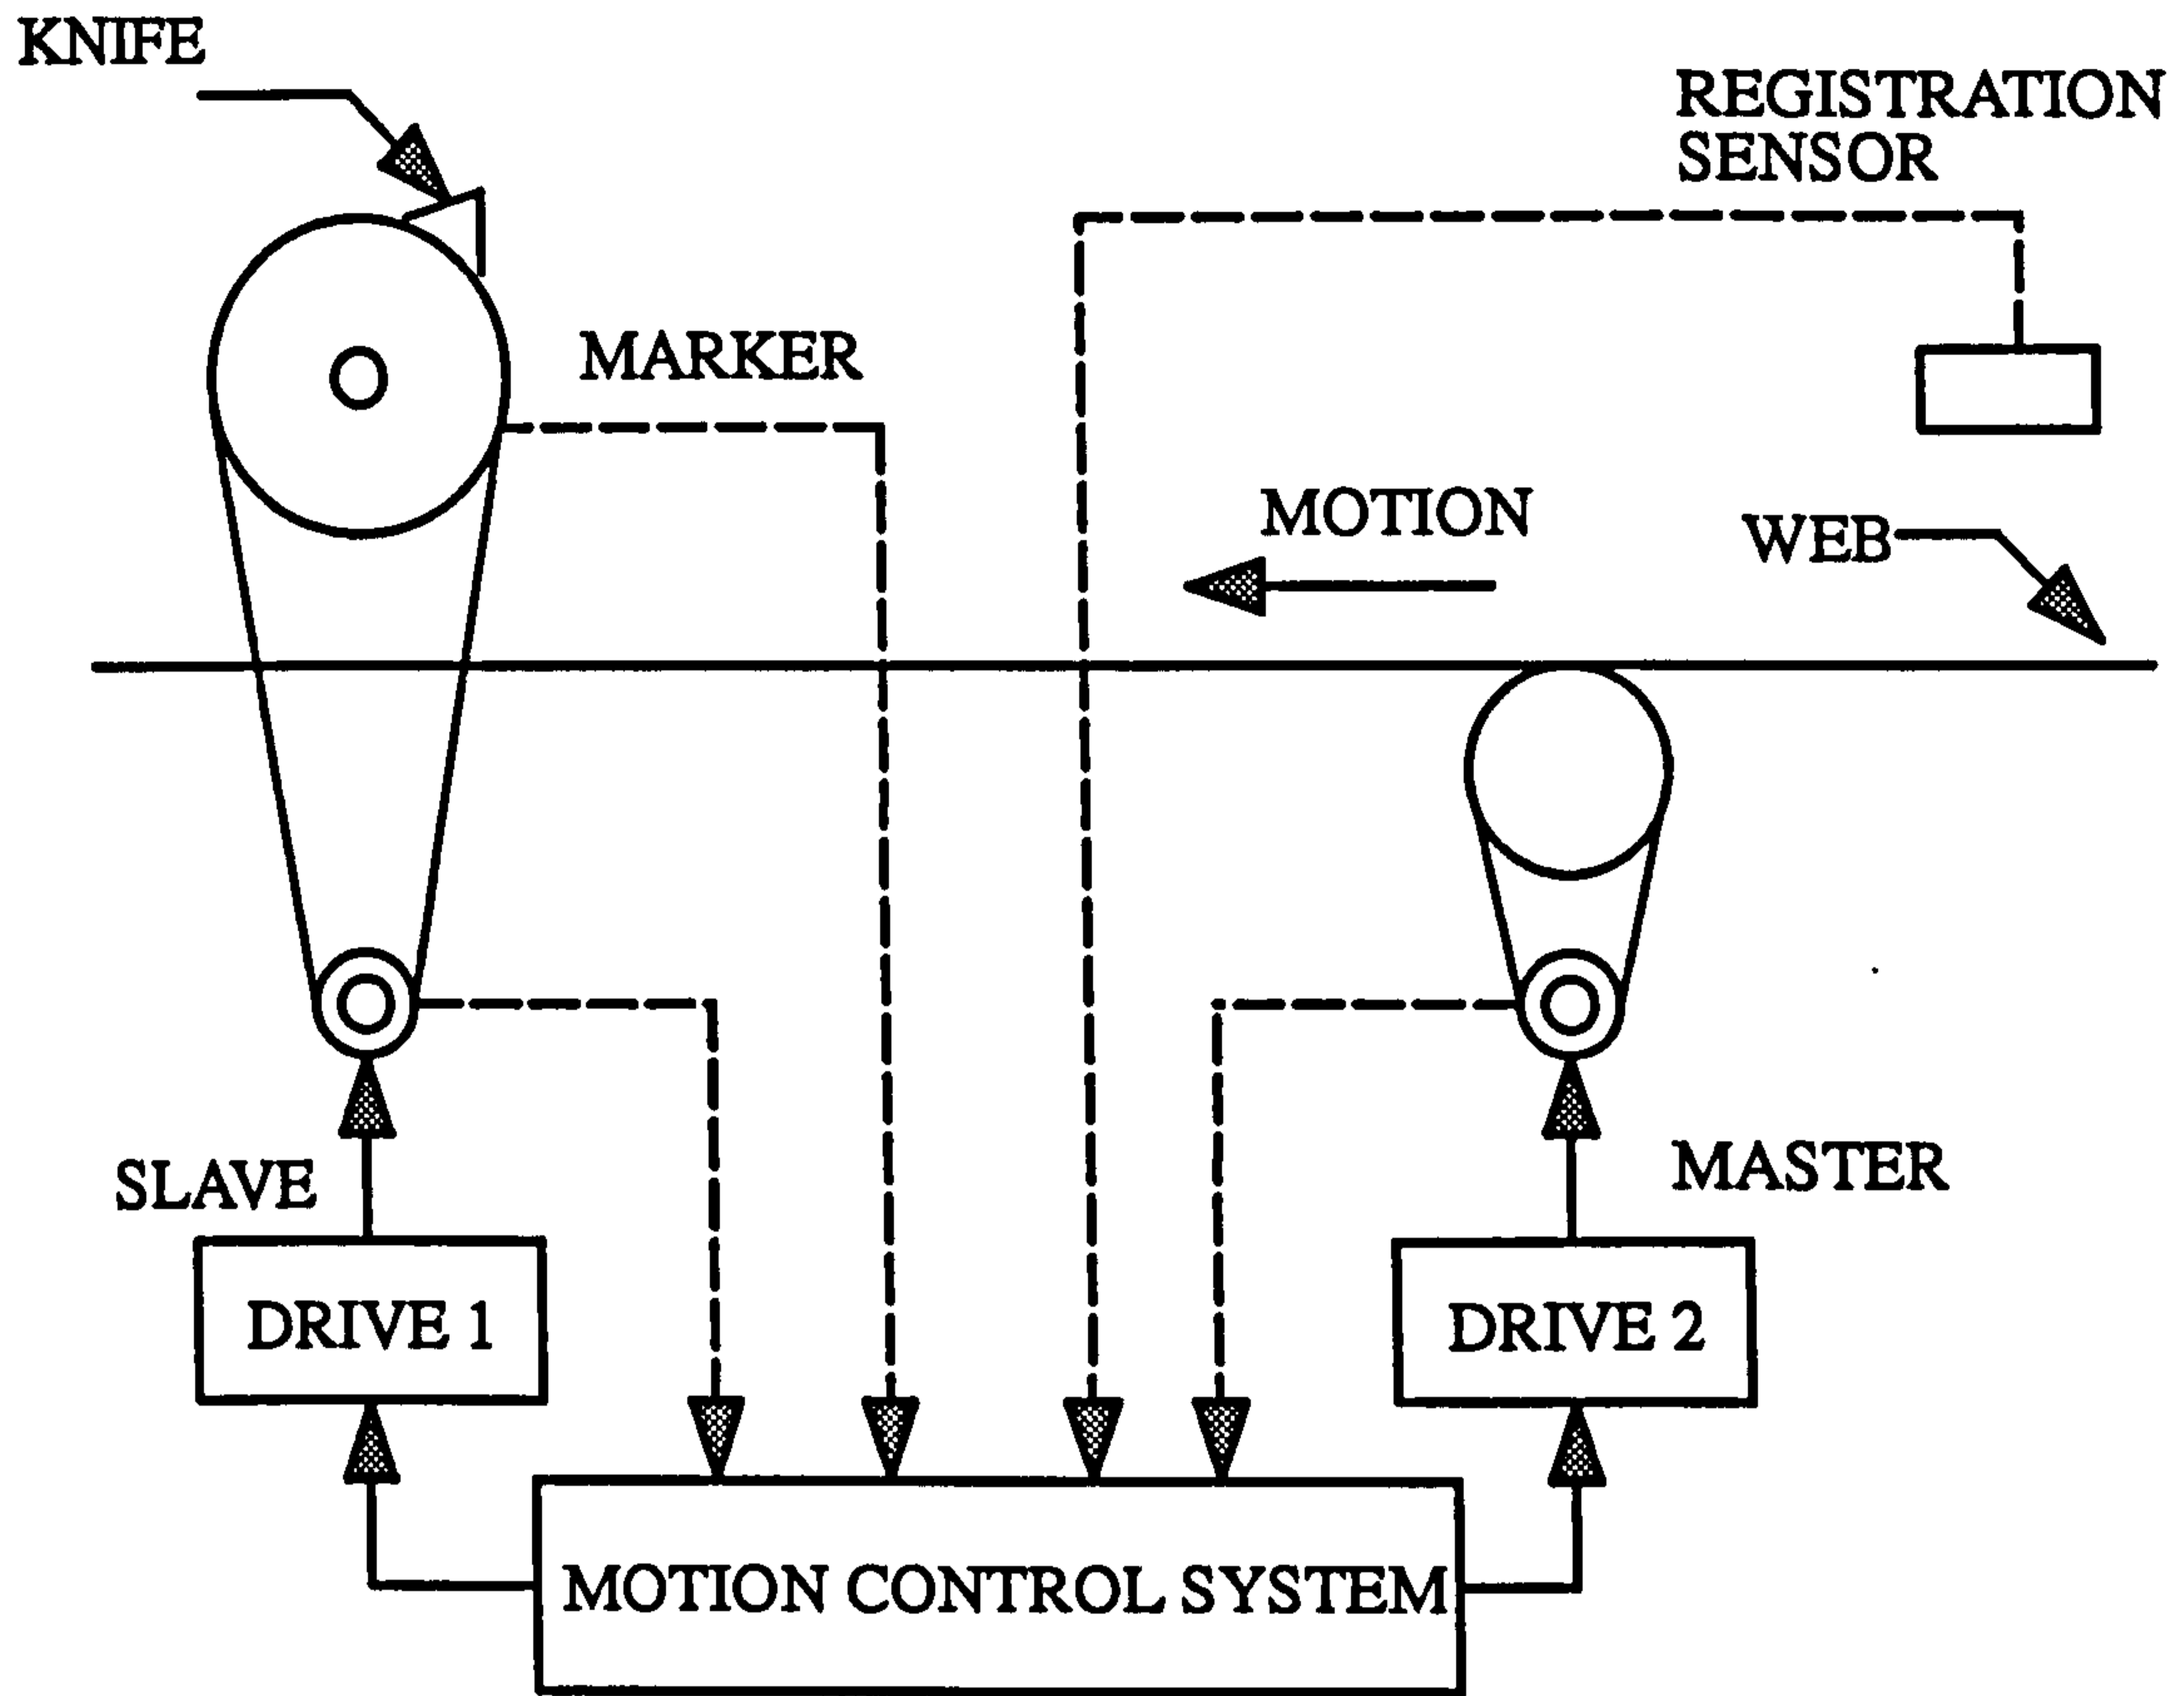 KNIFE
REGISTRATION
SENSOR
MARKER
MOTION
WEB
SLAVE
MASTER
DRIVE 1
DRIVE 2
MOTION CONTROL SYSTEM